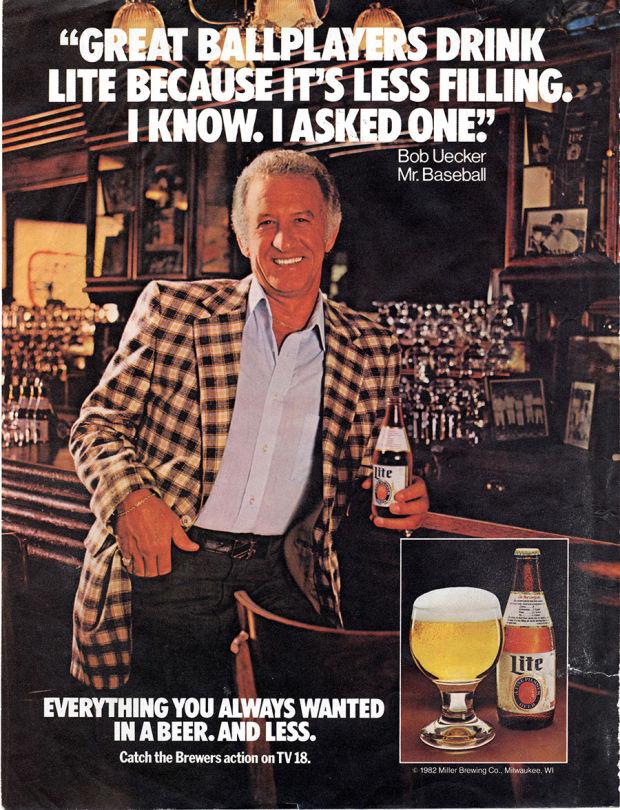 “GREAT BALLPLAYERS DRINK
LITE BECAUSE IT’S LESS FILLING.
I KNOW. I ASKED ONE.”
Bob Uecker
Mr. Baseball
Lite
Lite
EVERYTHING YOU ALWAYS WANTED
IN A BEER. AND LESS.
Catch the Brewers action on TV 18.
© 1982 Miller Brewing Co., Milwaukee, WI